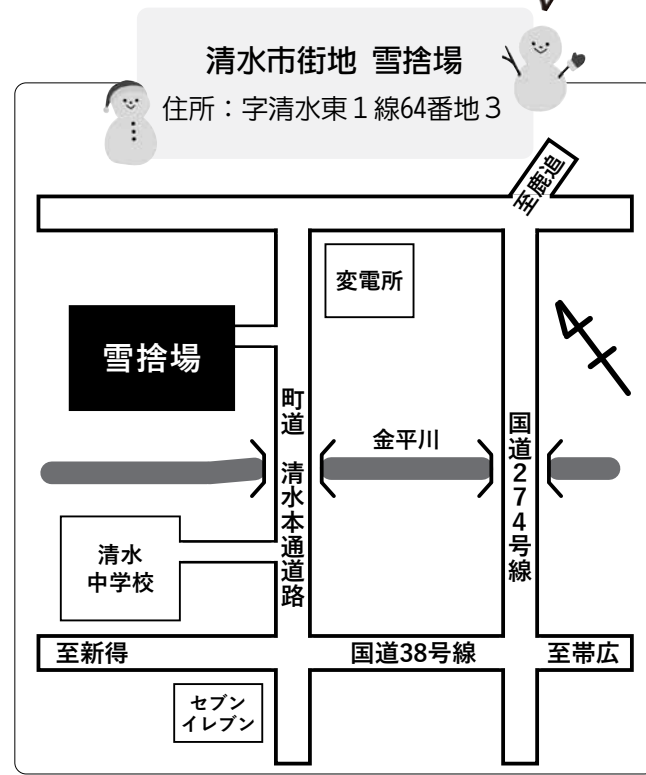 清水市街地 雪捨場
住所：字清水東１線64番地３
至鹿追
変電所
雪捨場
町道 清水本通道路
金平川
国道274号線
清水
中学校
至新得
国道38号線
至帯広
セブン
イレブン